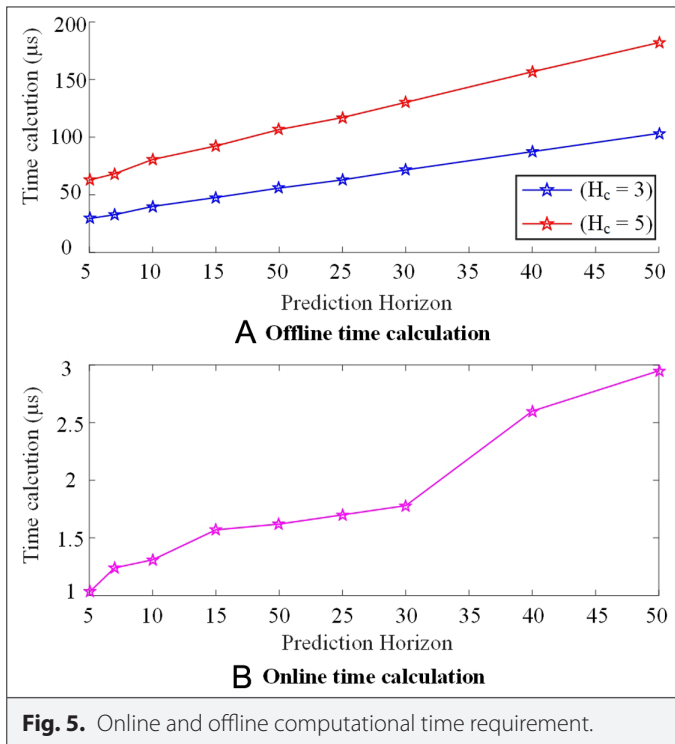 200
150
100
50
0
Time calcution (μs)
(Hc = 3)
(Hc = 5)
5 10 15 50 25 30 35 40 45 50
Prediction Horizon
A Offline time calculation
3
2.5
2
1.5
1
Time calcution (μs)
5 10 15 50 25 30 35 40 45 50
Prediction Horizon
B Online time calculation
Fig. 5. Online and offline computational time requirement.